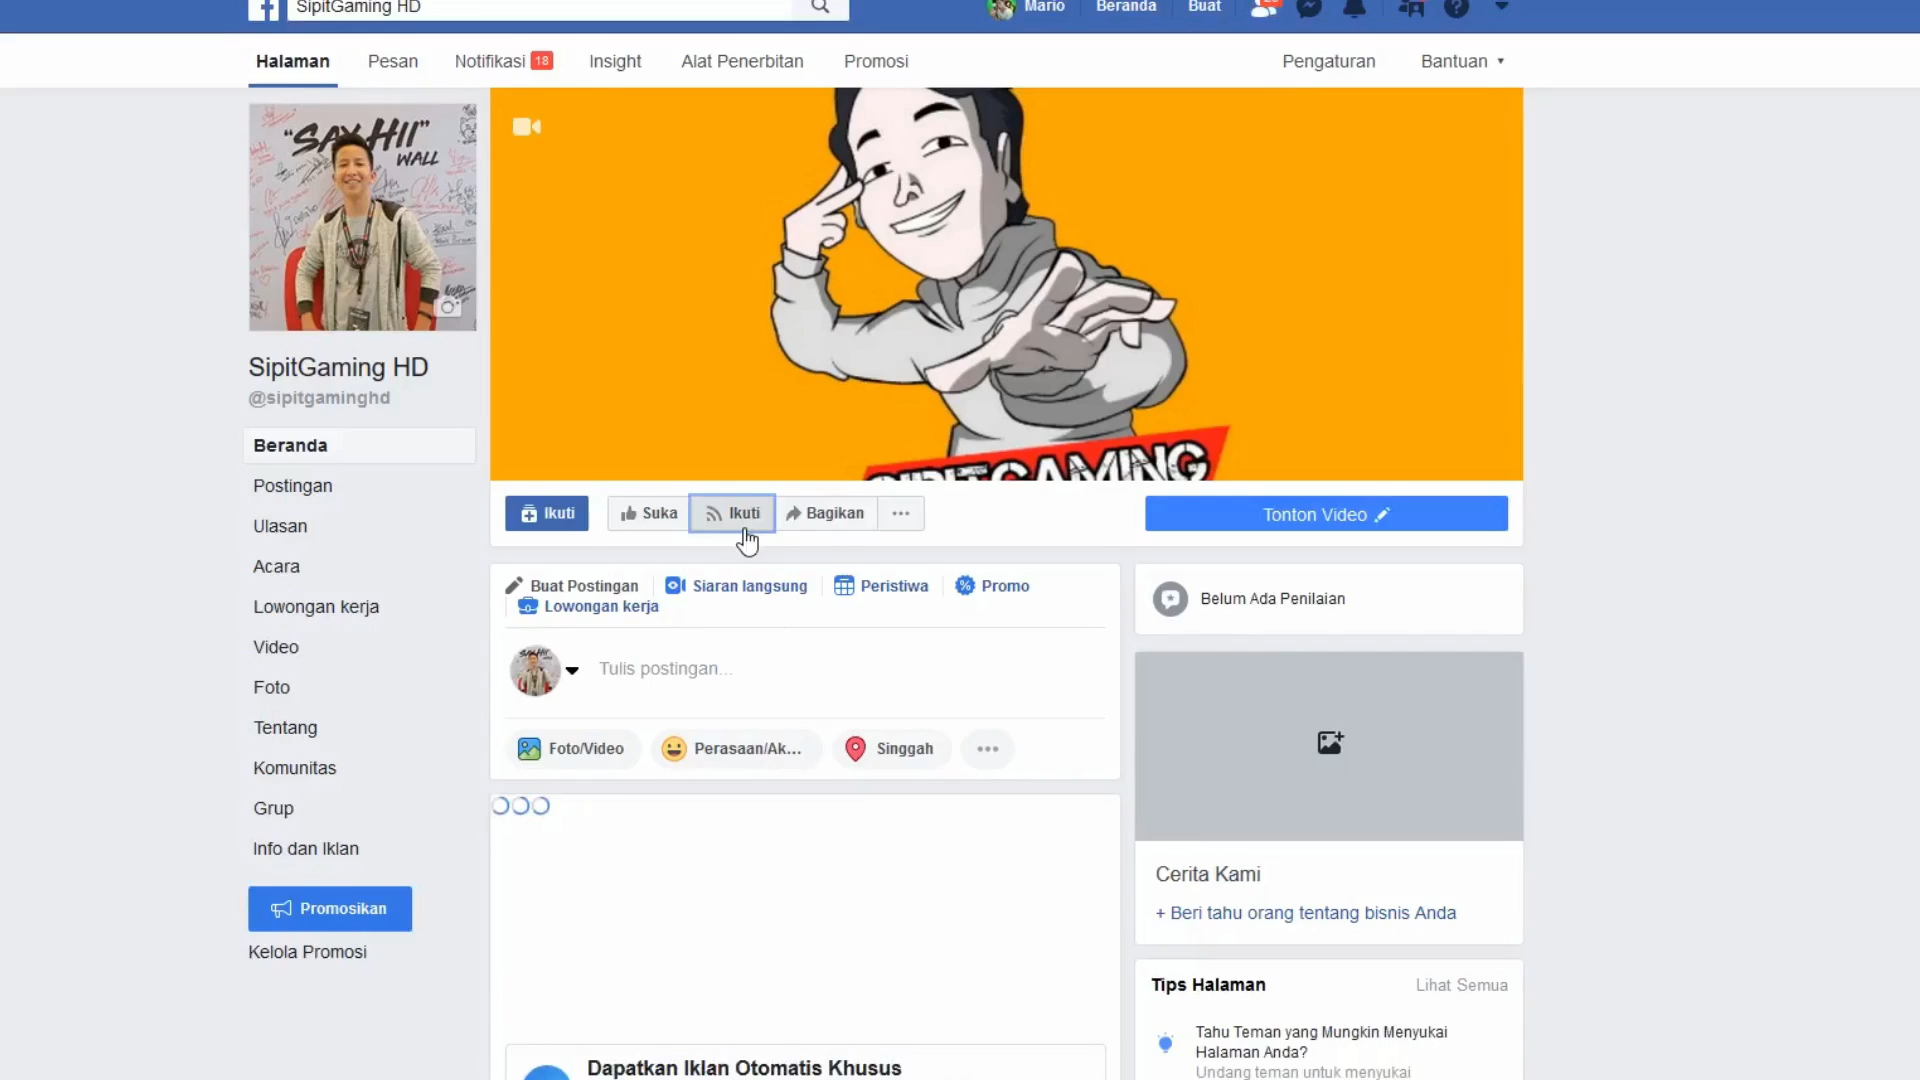 SipitGaming HD
Mario Beranda Buat
Halaman Pesan Notifikasi 18 Insight Alat Penerbitan Promosi Pengaturan Bantuan
"SAY HII"
WALL
SipitGaming HD
@sipitgaminghd
Beranda
Postingan
Ulasan
Acara
Lowongan kerja
Video
Foto
Tentang
Komunitas
Grup
Info dan Iklan
Promosikan
Kelola Promosi
SIPITGAMING
Ikuti Suka Ikuti Bagikan ... Tonton Video
Buat Postingan Siaran langsung Peristiwa Promo
Lowongan kerja
Tulis postingan...
Foto/Video Perasaan/Ak... Singgah ...
Dapatkan Iklan Otomatis Khusus
Belum Ada Penilaian
Cerita Kami
+ Beri tahu orang tentang bisnis Anda
Tips Halaman Lihat Semua
Tahu Teman yang Mungkin Menyukai
Halaman Anda?
Undang teman untuk menyukai